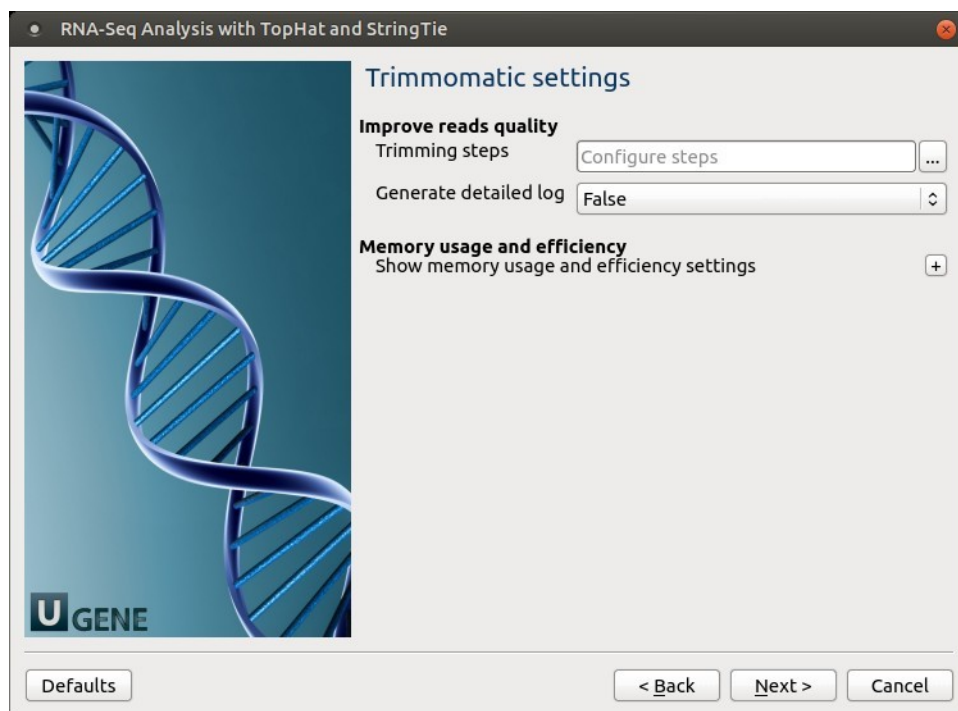 RNA-Seq Analysis with TopHat and StringTie
Trimmomatic settings
Improve reads quality
Trimming steps Configure steps ...
Generate detailed log False
Memory usage and efficiency
Show memory usage and efficiency settings +
U GENE
Defaults < Back Next > Cancel